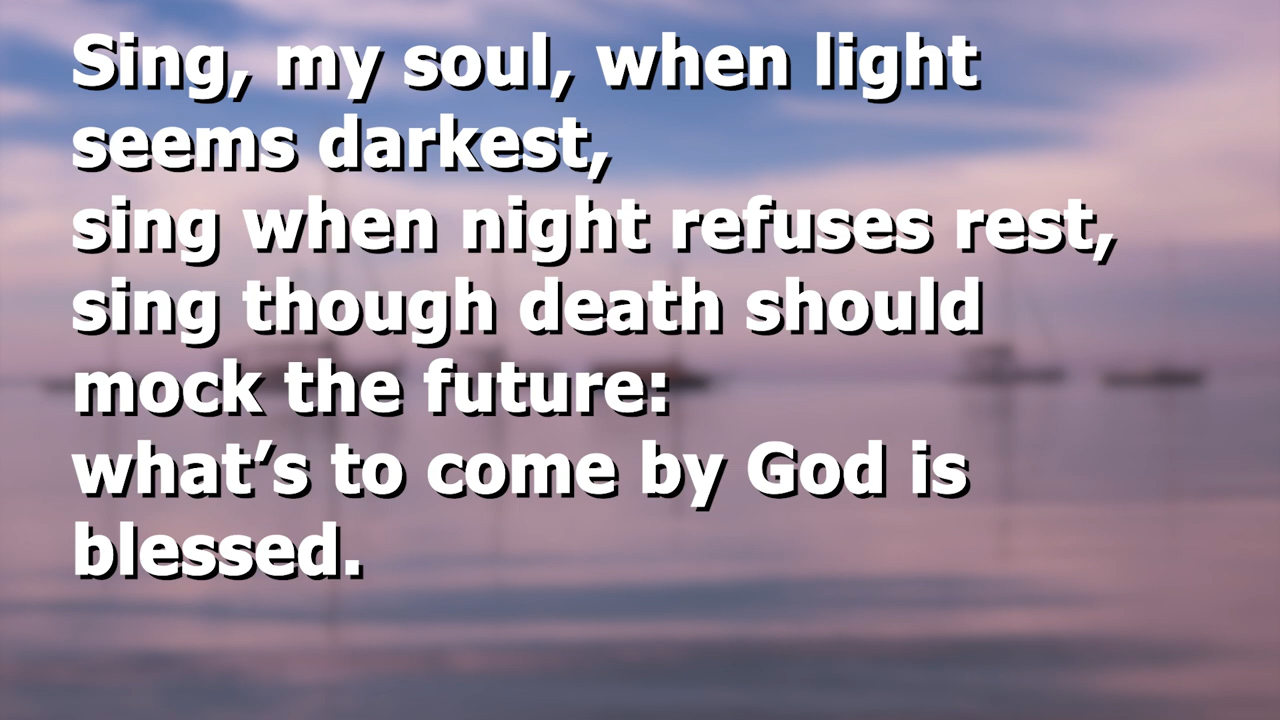 Sing, my soul, when light
seems darkest,
sing when night refuses rest,
sing though death should
mock the future:
what’s to come by God is
blessed.